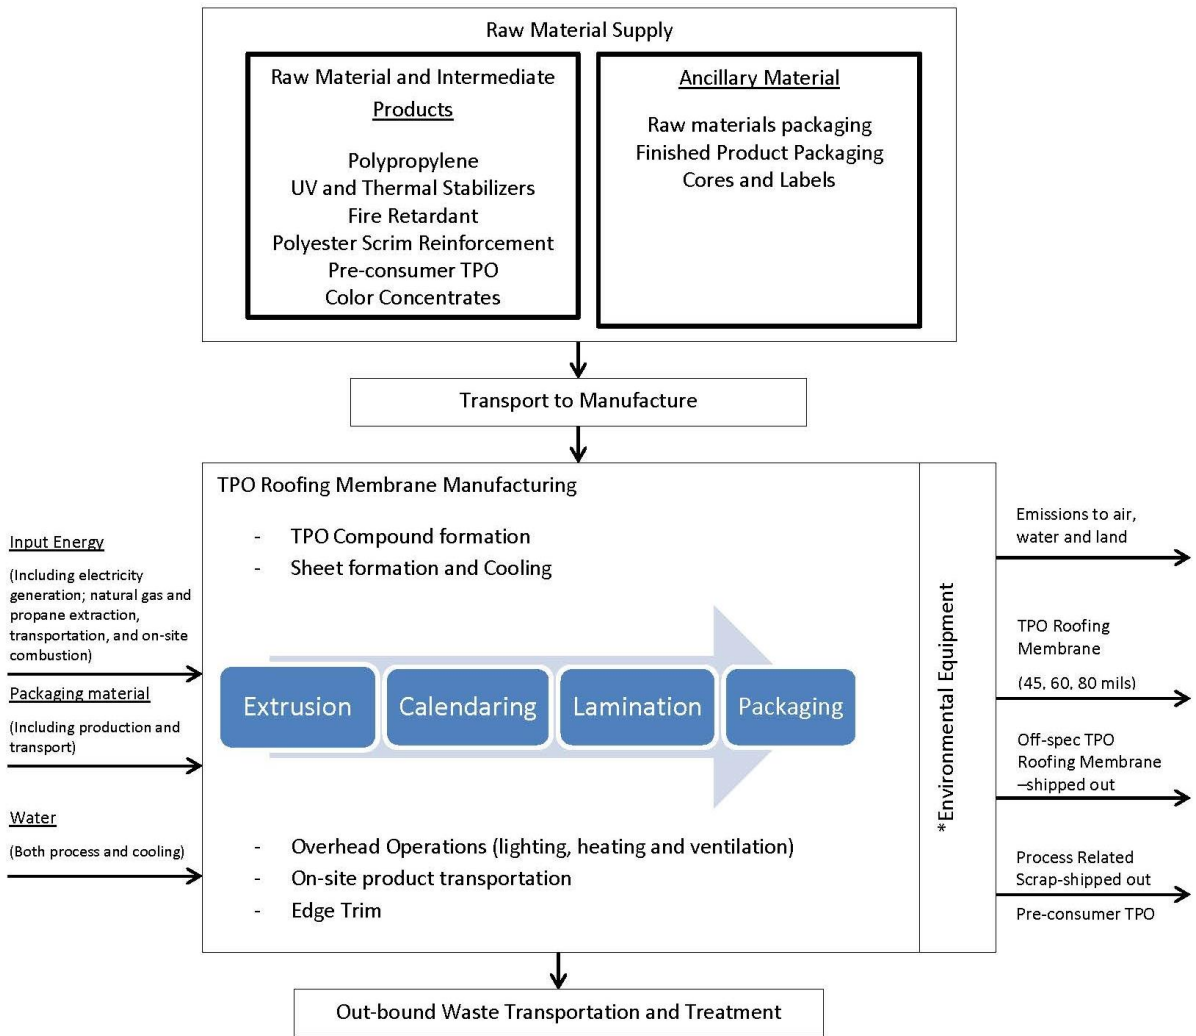 Raw Material Supply
Raw Material and Intermediate
Products
Polypropylene
UV and Thermal Stabilizers
Fire Retardant
Polyester Scrim Reinforcement
Pre-consumer TPO
Color Concentrates
Ancillary Material
Raw materials packaging
Finished Product Packaging
Cores and Labels
Transport to Manufacture
Input Energy
(Including electricity
generation; natural gas and
propane extraction,
transportation, and on-site
combustion)
Packaging material
(Including production and
transport)
Water
(Both process and cooling)
TPO Roofing Membrane Manufacturing
- TPO Compound formation
- Sheet formation and Cooling
Extrusion
Calendaring
Lamination
Packaging
- Overhead Operations (lighting, heating and ventilation)
- On-site product transportation
- Edge Trim
*Environmental Equipment
Emissions to air,
water and land
TPO Roofing
Membrane
(45, 60, 80 mils)
Off-spec TPO
Roofing Membrane
–shipped out
Process Related
Scrap-shipped out
Pre-consumer TPO
Out-bound Waste Transportation and Treatment